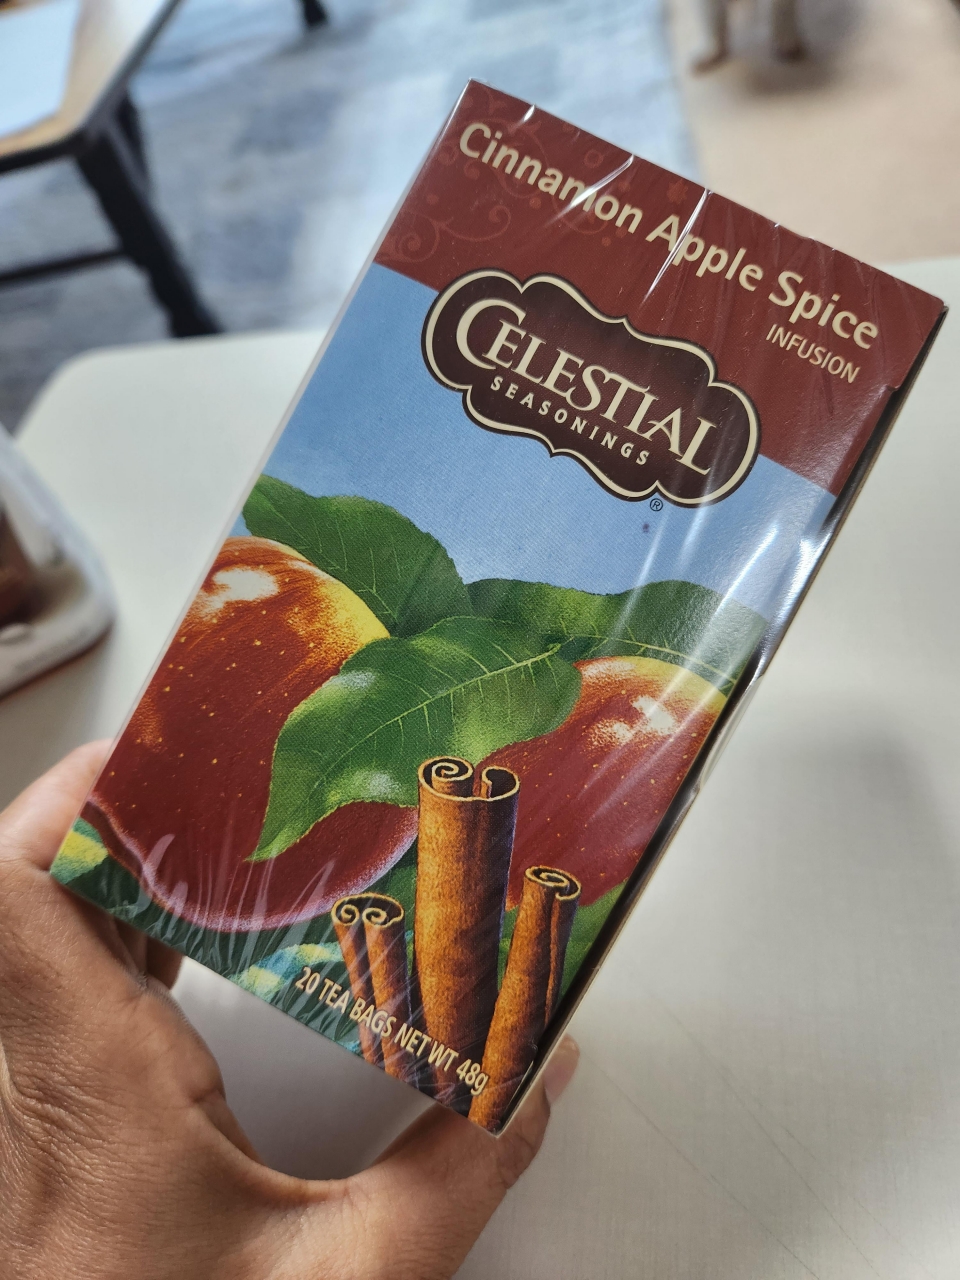 Cinnamon Apple Spice
INFUSION
CELESTIAL
SEASONINGS
®
20 TEA BAGS NET WT 48g